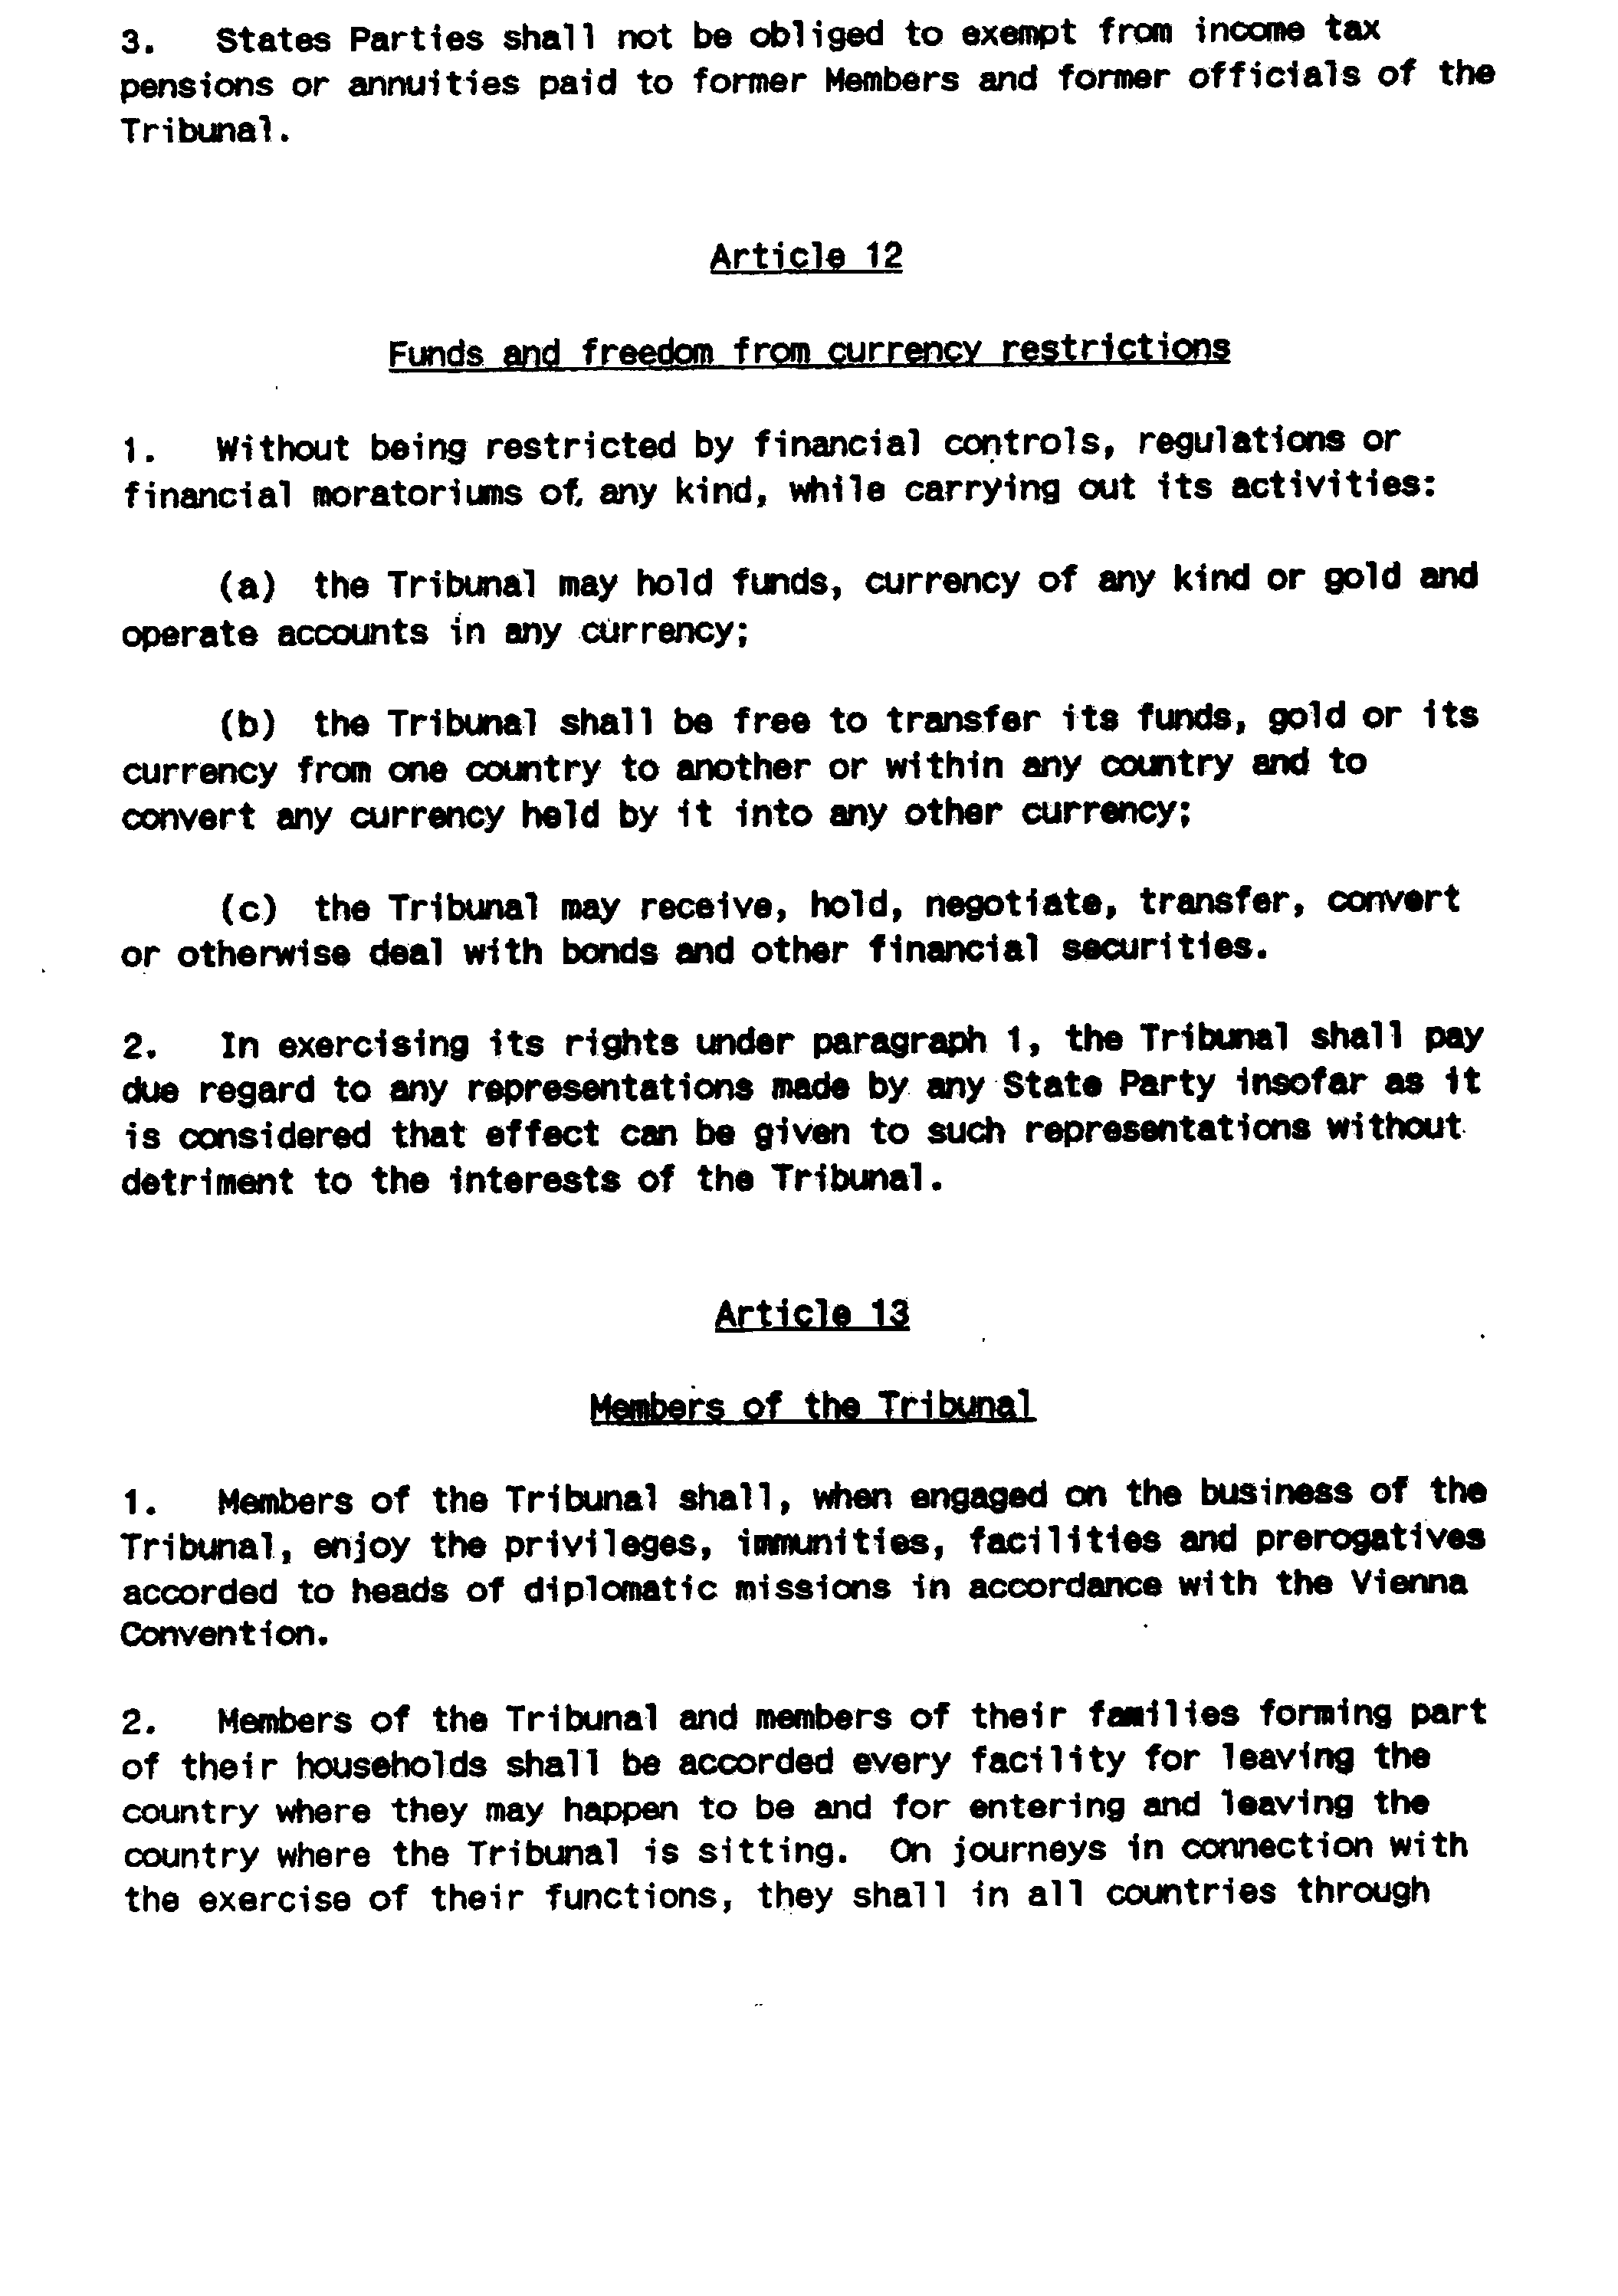 3. States Parties shall not be obliged to exempt from income tax
pensions or annuities paid to former Members and former officials of the
Tribunal.
Article 12
Funds and freedom from currency restrictions
1. Without being restricted by financial controls, regulations or
financial moratoriums of any kind, while carrying out its activities:
(a) the Tribunal may hold funds, currency of any kind or gold and
operate accounts in any currency;
(b) the Tribunal shall be free to transfer its funds, gold or its
currency from one country to another or within any country and to
convert any currency held by it into any other currency;
(c) the Tribunal may receive, hold, negotiate, transfer, convert
or otherwise deal with bonds and other financial securities.
2. In exercising its rights under paragraph 1, the Tribunal shall pay
due regard to any representations made by any State Party insofar as it
is considered that effect can be given to such representations without
detriment to the interests of the Tribunal.
Article 13
Members of the Tribunal
1. Members of the Tribunal shall, when engaged on the business of the
Tribunal, enjoy the privileges, immunities, facilities and prerogatives
accorded to heads of diplomatic missions in accordance with the Vienna
Convention.
2. Members of the Tribunal and members of their families forming part
of their households shall be accorded every facility for leaving the
country where they may happen to be and for entering and leaving the
country where the Tribunal is sitting. On journeys in connection with
the exercise of their functions, they shall in all countries through